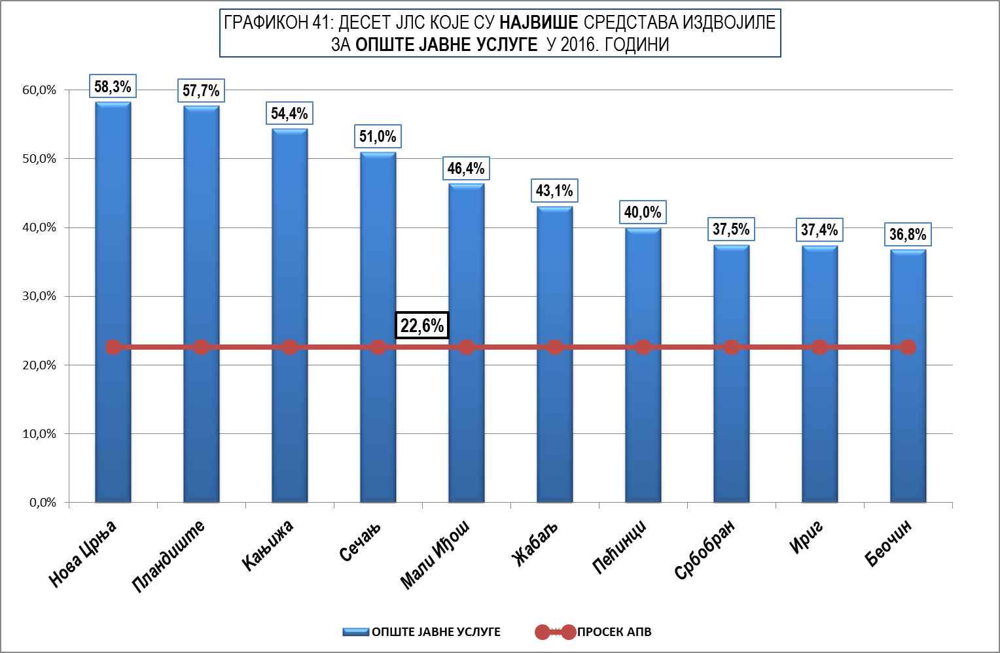 ГРАФИКОН 41: ДЕСЕТ ЈЛС КОЈЕ СУ НАЈВИШЕ СРЕДСТАВА ИЗДВОЈИЛЕ
ЗА ОПШТЕ ЈАВНЕ УСЛУГЕ У 2016. ГОДИНИ
60,0%
50,0%
40,0%
30,0%
20,0%
10,0%
0,0%
58,3%
57,7%
54,4%
51,0%
46,4%
43,1%
40,0%
37,5%
37,4%
36,8%
22,6%
Нова Црња
Пландиште
Кањижа
Сечањ
Мали Иђош
Жабаљ
Пећинци
Србобран
Ириг
Беочин
ОПШТЕ ЈАВНЕ УСЛУГЕ
ПРОСЕК АПВ